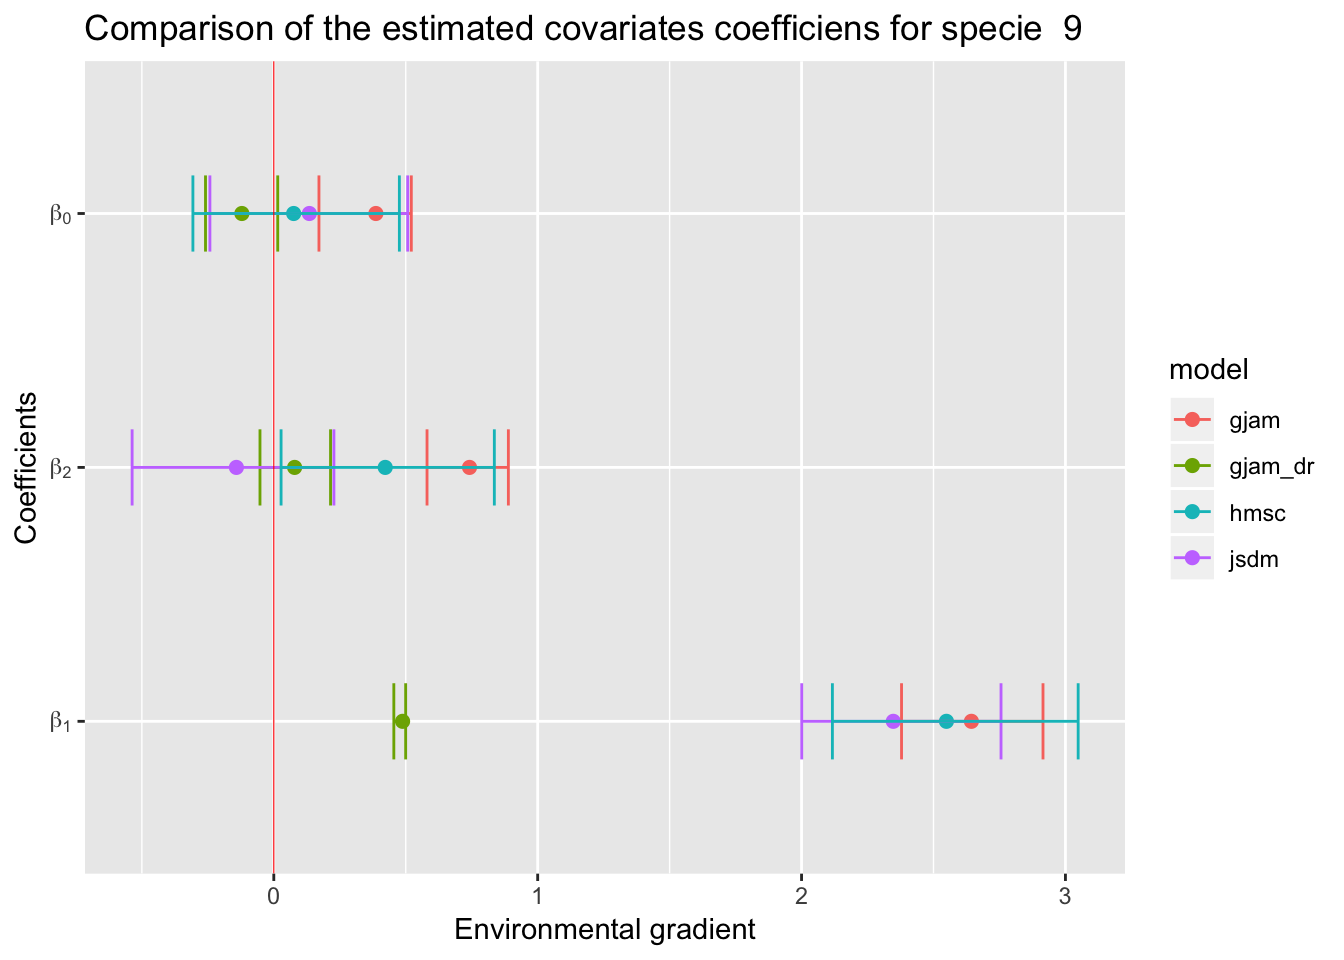 Comparison of the estimated covariates coefficiens for specie  9
β0
β2
β1
Coefficients
0 1 2 3
Environmental gradient
model
gjam
gjam_dr
hmsc
jsdm